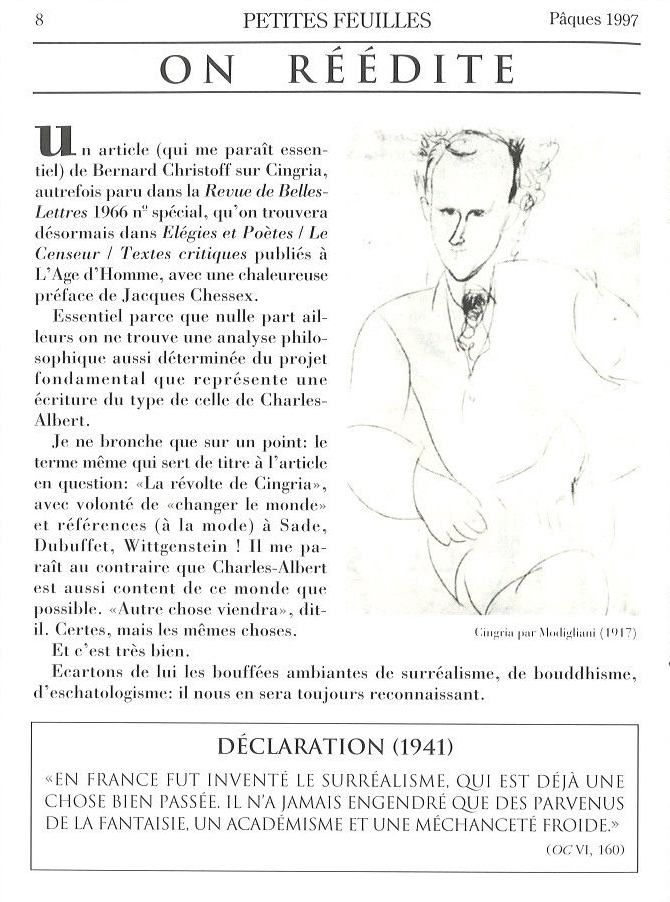 8 PETITES FEUILLES Pâques 1997
ON RÉÉDITE
Un article (qui me paraît essen-
tiel) de Bernard Christoff sur Cingria,
autrefois paru dans la Revue de Belles-
Lettres 1966 nº spécial, qu'on trouvera
désormais dans Elégies et Poètes / Le
Censeur / Textes critiques publiés à
L'Age d'Homme, avec une chaleureuse
préface de Jacques Chessex.
Essentiel parce que nulle part ail-
leurs on ne trouve une analyse philo-
sophique aussi déterminée du projet
fondamental que représente une
écriture du type de celle de Charles-
Albert.
Je ne bronche que sur un point: le
terme même qui sert de titre à l'article
en question: «La révolte de Cingria»,
avec volonté de «changer le monde»
et références (à la mode) à Sade,
Dubuffet, Wittgenstein ! Il me pa-
raît au contraire que Charles-Albert
est aussi content de ce monde que
possible. «Autre chose viendra», dit-
il. Certes, mais les mêmes choses.
Et c'est très bien.
Ecartons de lui les bouffées ambiantes de surréalisme, de bouddhisme,
d'eschatologisme: il nous en sera toujours reconnaissant.
Cingria par Modigliani (1917)
DÉCLARATION (1941)
«EN FRANCE FUT INVENTÉ LE SURRÉALISME, QUI EST DÉJÀ UNE
CHOSE BIEN PASSÉE. IL N'A JAMAIS ENGENDRÉ QUE DES PARVENUS
DE LA FANTAISIE, UN ACADÉMISME ET UNE MÉCHANCETÉ FROIDE.»
(OC VI, 160)